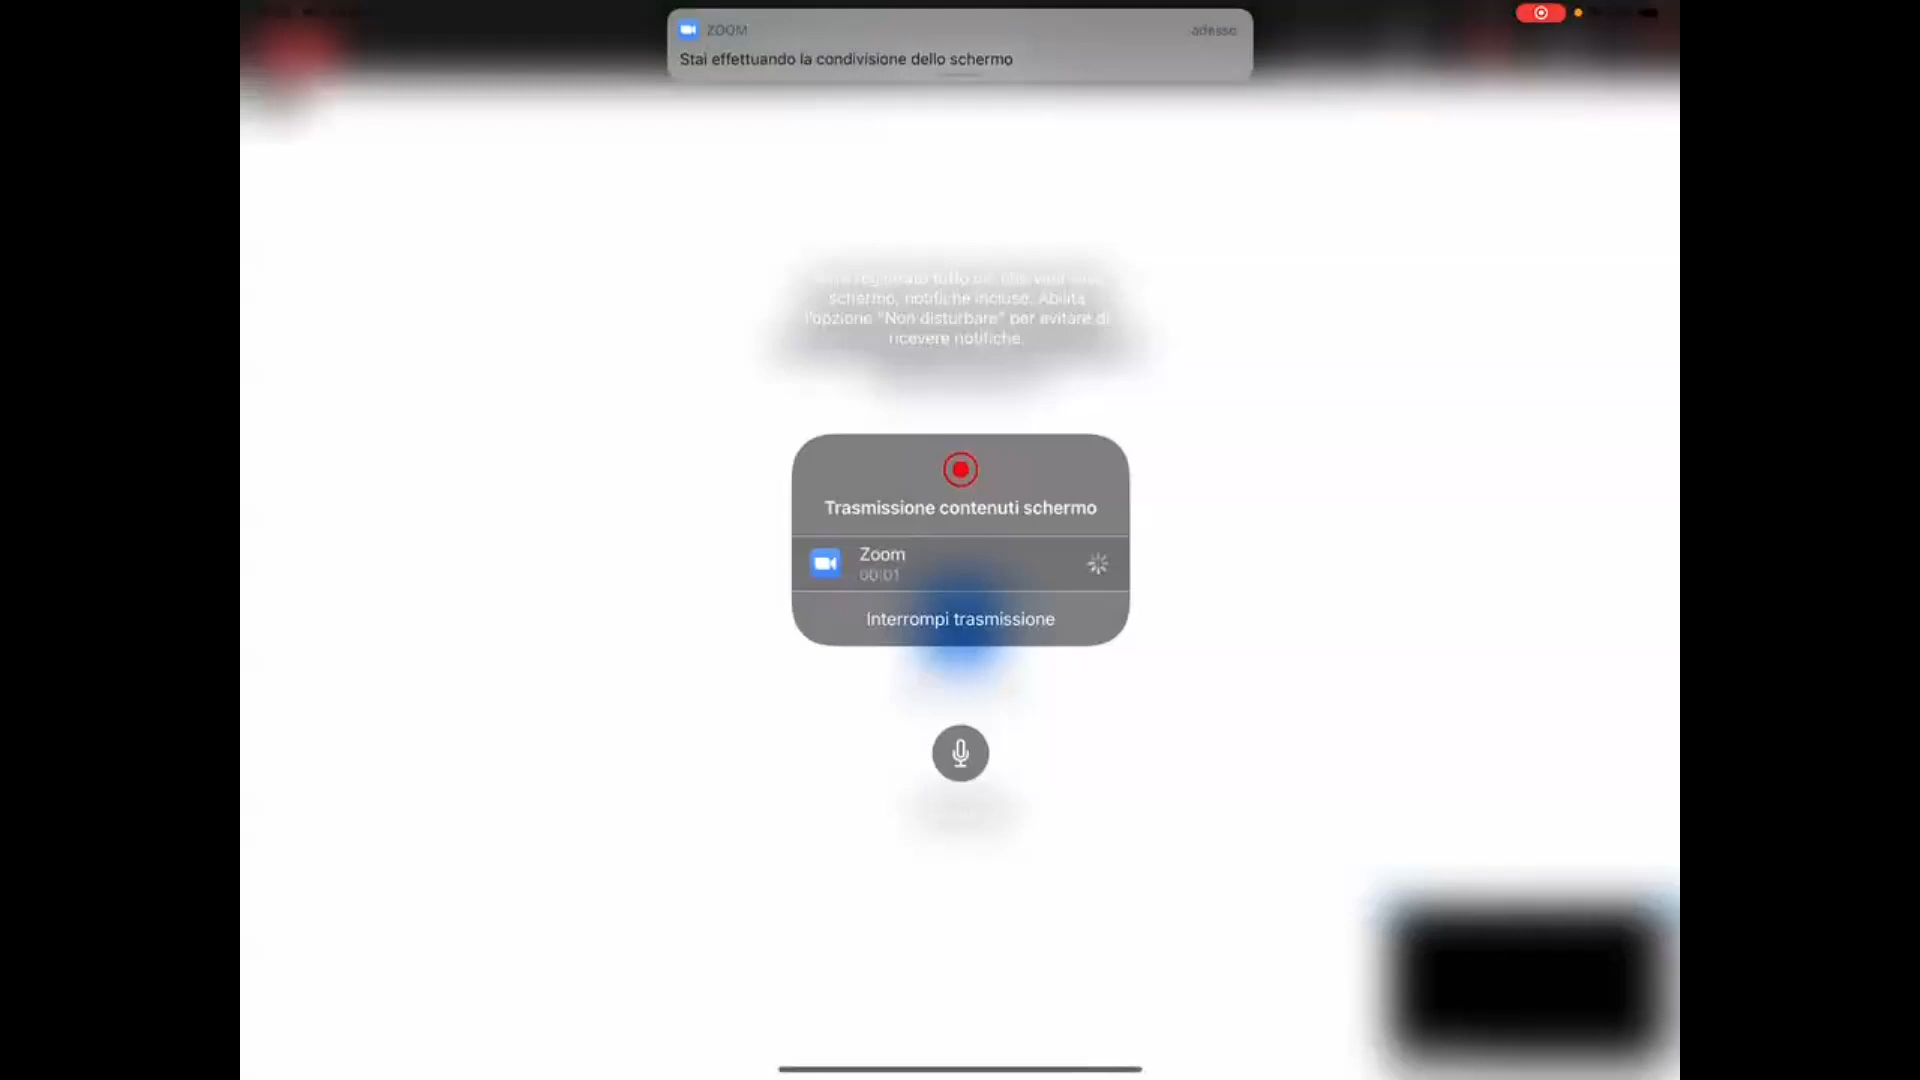 ZOOM
adesso
Stai effettuando la condivisione dello schermo
tutto
schermo, notifiche incluse. Abilita
l'opzione "Non disturbare" per evitare di
ricevere notifiche.
Trasmissione contenuti schermo
Zoom
00:01
Interrompi trasmissione